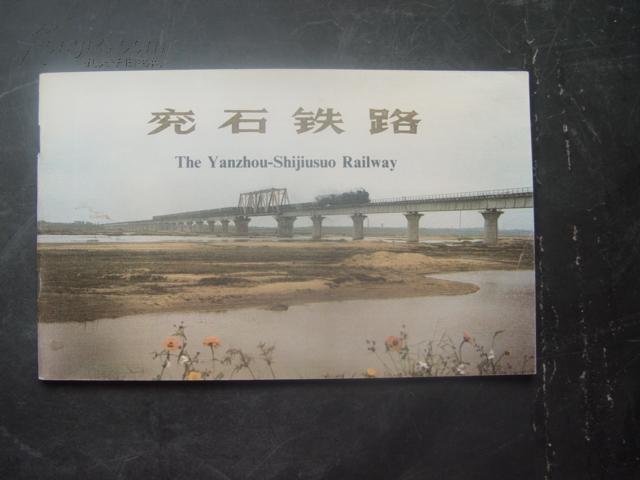 兖石铁路
The Yanzhou-Shijiusuo Railway